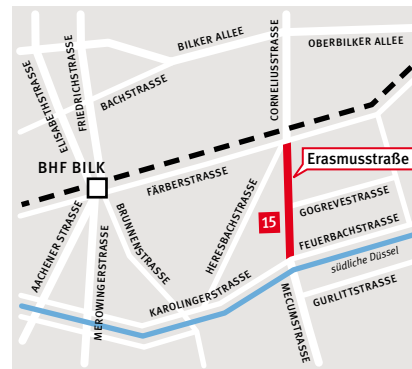 BILKER ALLEE
OBERBILKER ALLEE
ELISABETHSTRASSE
FRIEDRICHSTRASSE
BACHSTRASSE
CORNELIUSSTRASSE
BHF BILK
FÄRBERSTRASSE
Erasmusstraße
GOGREVESTRASSE
15
FEUERBACHSTRASSE
HERESBACHSTRASSE
BRUNNENSTRASSE
AACHENER STRASSE
MEROWINGERSTRASSE
KAROLINGERSTRASSE
südliche Düssel
GURLITTSTRASSE
MECUMSTRASSE